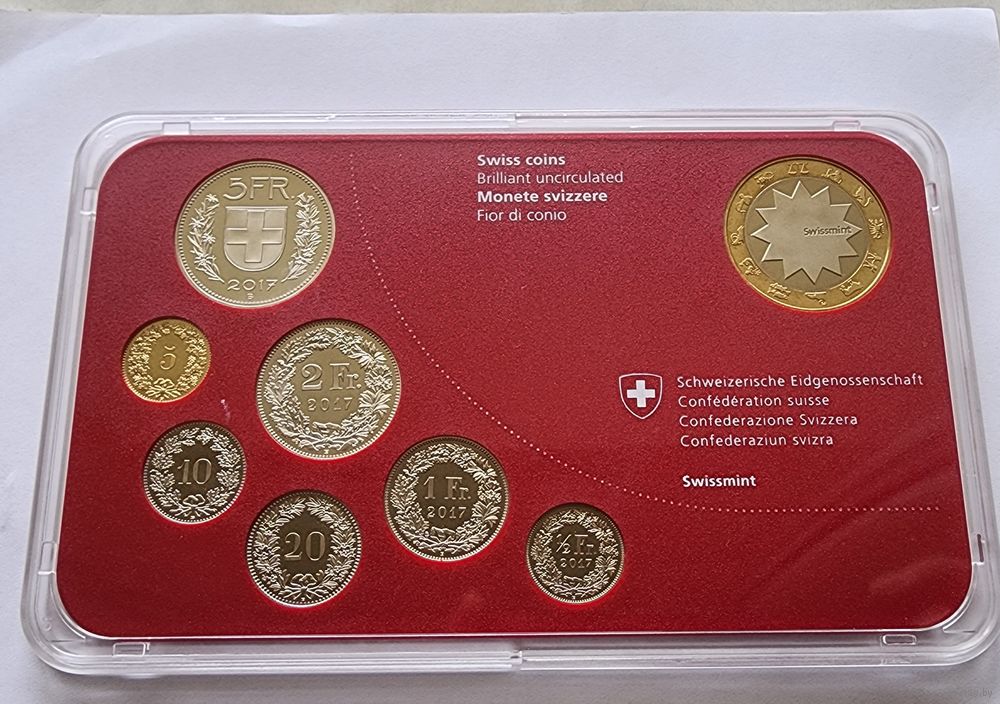 Swiss coins
Brilliant uncirculated
Monete svizzere
Fior di conio
5FR.
2017
B
Swissmint
5
2 Fr.
2017
10
20
1 Fr.
2017
½ Fr.
2017
Schweizerische Eidgenossenschaft
Confédération suisse
Confederazione Svizzera
Confederaziun svizra
Swissmint